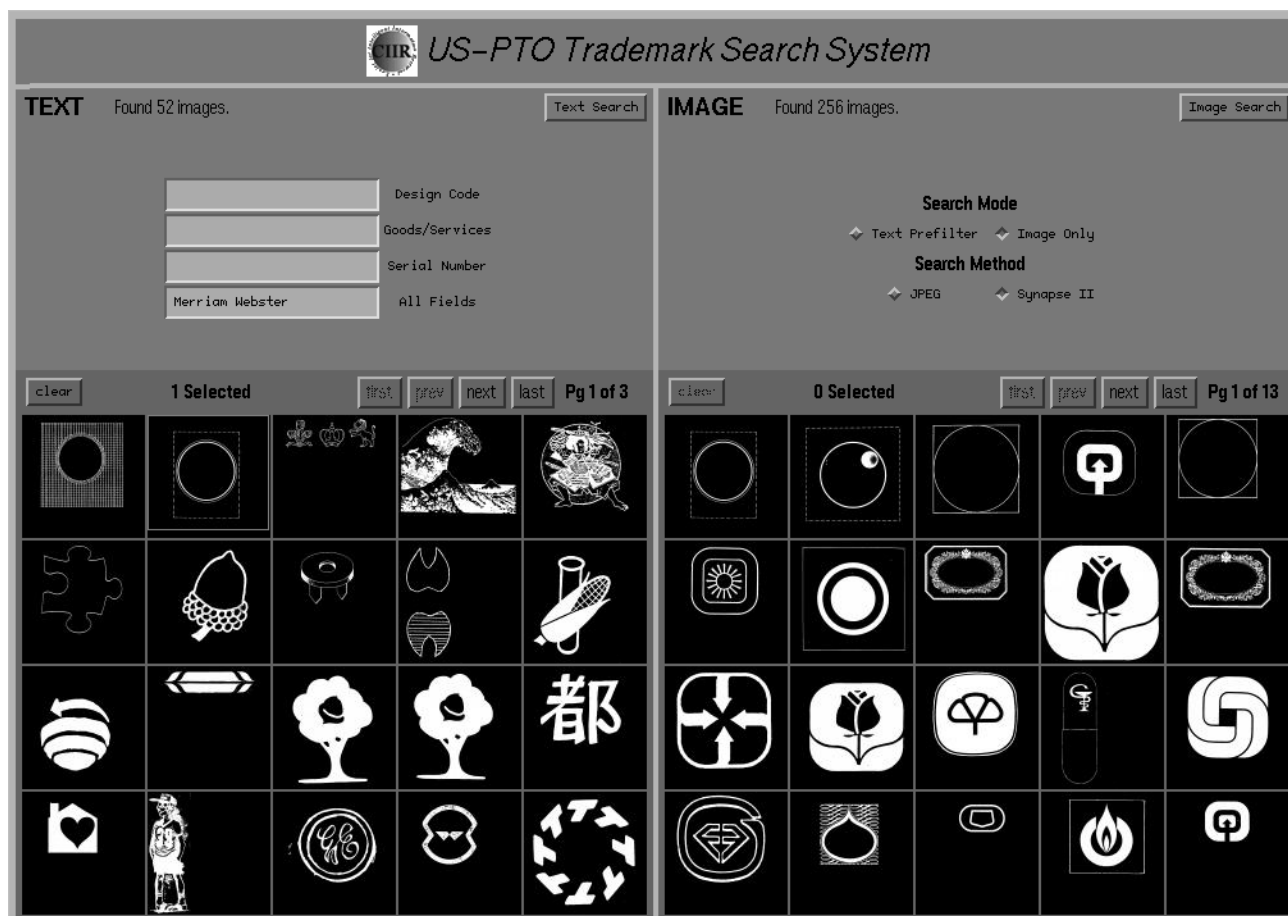 CIIR
US-PTO Trademark Search System
TEXT
Found 52 images.
Text Search
Design Code
Goods/Services
Serial Number
Merriam Webster
All Fields
clear
1 Selected
first
prev
next
last
Pg 1 of 3
39
GE
T T T T T T T T
都
IMAGE
Found 256 images.
Image Search
Search Mode
Text Prefilter
Image Only
Search Method
JPEG
Synapse II
clear
0 Selected
first
prev
next
last
Pg 1 of 13